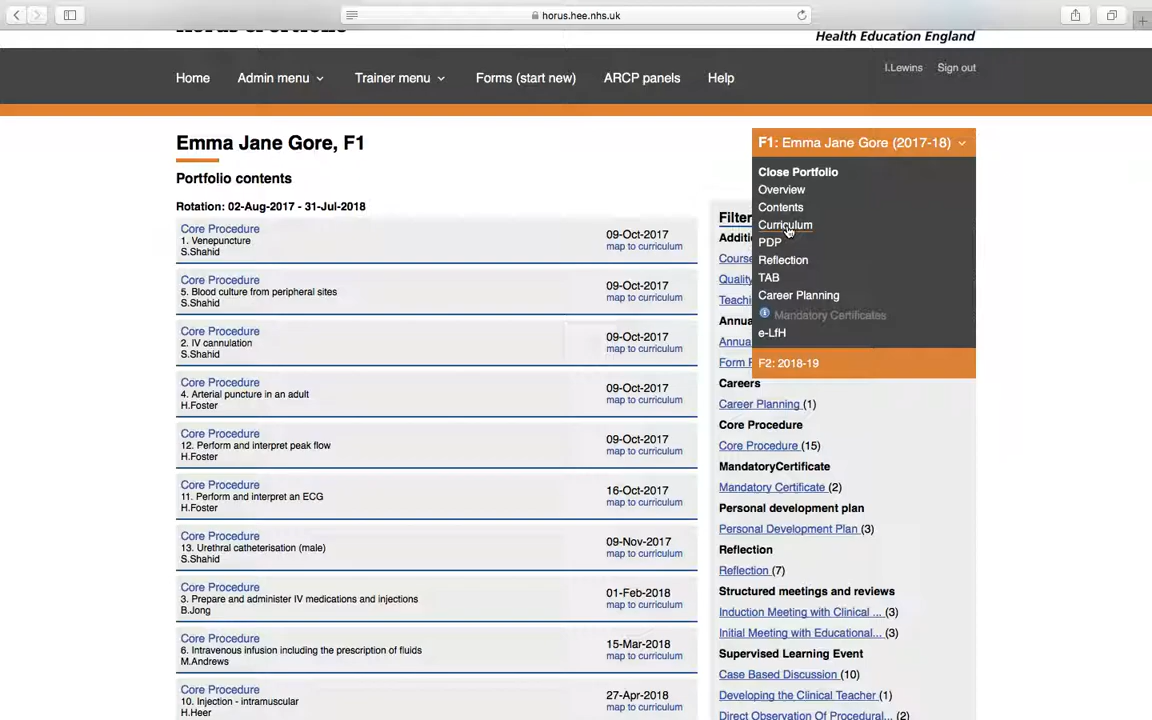 horus.hee.nhs.uk
Health Education England
Home
Admin menu
Trainer menu
Forms (start new)
ARCP panels
Help
I.Lewins
Sign out
Emma Jane Gore, F1
Portfolio contents
Rotation: 02-Aug-2017 - 31-Jul-2018
Core Procedure
1. Venepuncture
S.Shahid
09-Oct-2017
map to curriculum
Core Procedure
5. Blood culture from peripheral sites
S.Shahid
09-Oct-2017
map to curriculum
Core Procedure
2. IV cannulation
S.Shahid
09-Oct-2017
map to curriculum
Core Procedure
4. Arterial puncture in an adult
H.Foster
09-Oct-2017
map to curriculum
Core Procedure
12. Perform and interpret peak flow
H.Foster
09-Oct-2017
map to curriculum
Core Procedure
11. Perform and interpret an ECG
H.Foster
16-Oct-2017
map to curriculum
Core Procedure
13. Urethral catheterisation (male)
S.Shahid
09-Nov-2017
map to curriculum
Core Procedure
3. Prepare and administer IV medications and injections
B.Jong
01-Feb-2018
map to curriculum
Core Procedure
6. Intravenous infusion including the prescription of fluids
M.Andrews
15-Mar-2018
map to curriculum
Core Procedure
10. Injection - intramuscular
H.Heer
27-Apr-2018
map to curriculum
F1: Emma Jane Gore (2017-18)
Close Portfolio
Overview
Contents
Curriculum
PDP
Reflection
TAB
Career Planning
Mandatory Certificates
e-LfH
F2: 2018-19
Filter
Additi
Course
Quality
Teachi
Annua
Annua
Form F
Careers
Career Planning (1)
Core Procedure
Core Procedure (15)
MandatoryCertificate
Mandatory Certificate (2)
Personal development plan
Personal Development Plan (3)
Reflection
Reflection (7)
Structured meetings and reviews
Induction Meeting with Clinical ... (3)
Initial Meeting with Educational... (3)
Supervised Learning Event
Case Based Discussion (10)
Developing the Clinical Teacher (1)
Direct Observation Of Procedural... (2)